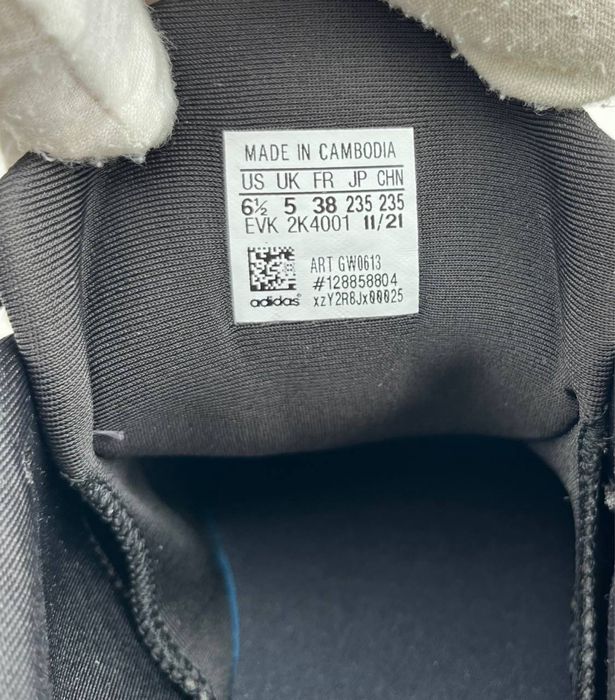 MADE IN CAMBODIA
US UK FR JP CHN
6½ 5 38 235 235
EVK 2K4001 11/21
ART GW0613
#128858804
adidas® xzY2R8Jx00025